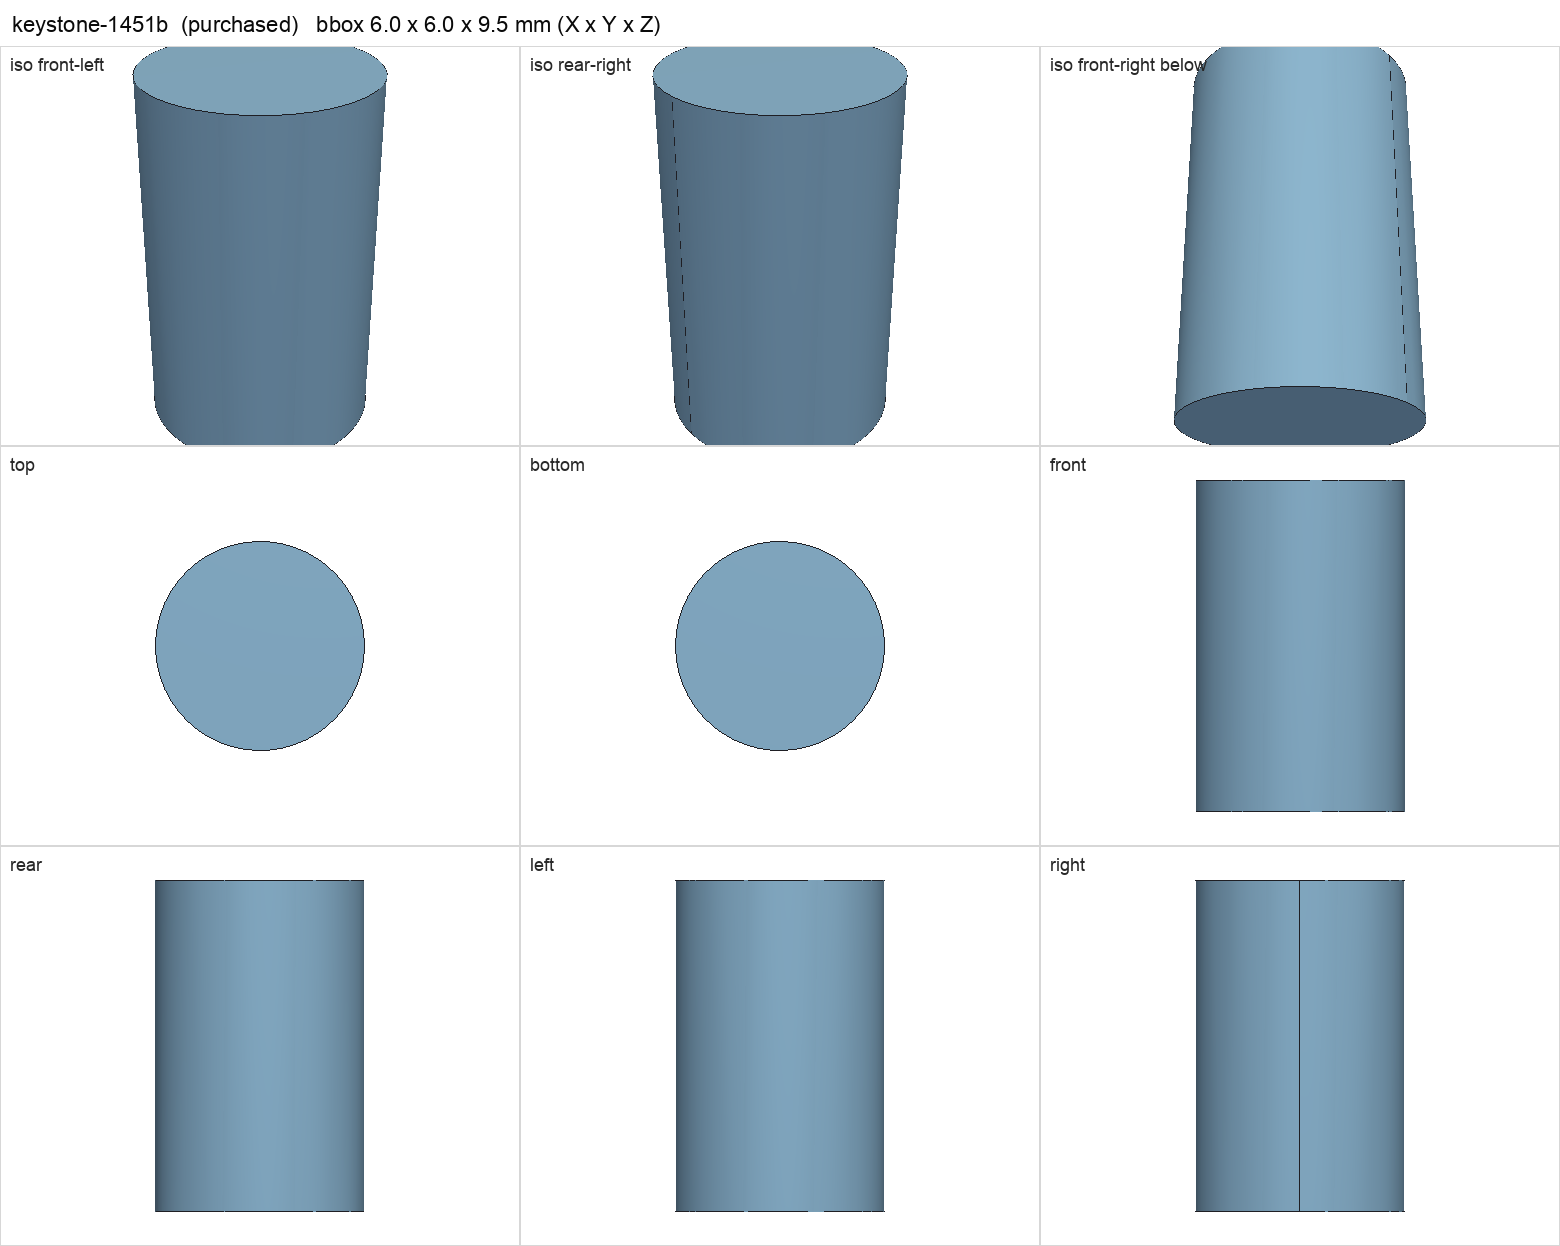 keystone-1451b (purchased) bbox 6.0 x 6.0 x 9.5 mm (X x Y x Z)
iso front-left
iso rear-right
iso front-right below
top
bottom
front
rear
left
right